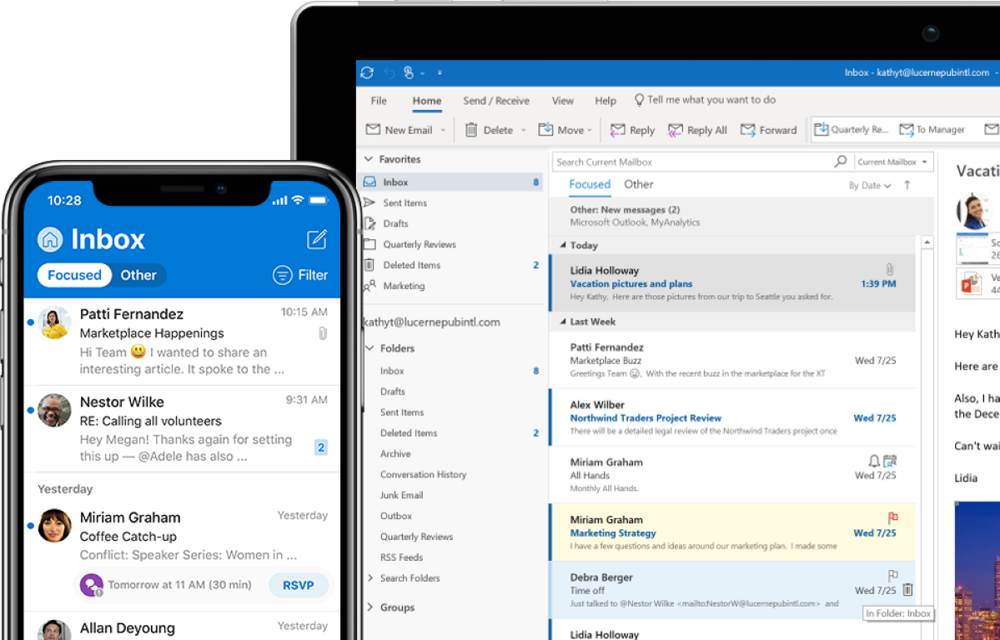 10:28
Inbox
Focused Other Filter
Patti Fernandez 10:15 AM
Marketplace Happenings
Hi Team 😃 I wanted to share an
interesting article. It spoke to the ...
Nestor Wilke 9:31 AM
RE: Calling all volunteers
Hey Megan! Thanks again for setting
this up — @Adele has also ... 2
Yesterday
Miriam Graham Yesterday
Coffee Catch-up
Conflict: Speaker Series: Women in ...
Tomorrow at 11 AM (30 min) RSVP
Allan Deyoung Yesterday
Inbox - kathyt@lucernepubintl.com -
File Home Send / Receive View Help Tell me what you want to do
New Email Delete Move Reply Reply All Forward Quarterly Re... To Manager
Favorites
Inbox 8
Sent Items
Drafts
Quarterly Reviews
Deleted Items 2
Marketing
kathyt@lucernepubintl.com
Folders
Inbox 8
Drafts
Sent Items
Deleted Items 2
Archive
Conversation History
Junk Email
Outbox
Quarterly Reviews
RSS Feeds
Search Folders
Groups
Search Current Mailbox Current Mailbox
Focused Other By Date
Other: New messages (2)
Microsoft Outlook, MyAnalytics
Today
Lidia Holloway
Vacation pictures and plans 1:39 PM
Hey Kathy, Here are those pictures from our trip to Seattle you asked for.
Last Week
Patti Fernandez
Marketplace Buzz Wed 7/25
Greetings Team ☺, With the recent buzz in the marketplace for the XT
Alex Wilber
Northwind Traders Project Review Wed 7/25
There will be a detailed legal review of the Northwind Traders project once
Miriam Graham
All Hands Wed 7/25
Monthly All Hands.
Miriam Graham
Marketing Strategy Wed 7/25
I have a few questions and ideas around our marketing plan. I made some
Debra Berger
Time off Wed 7/25
Just talked to @Nestor Wilke <mailto:NestorW@lucernepubintl.com> and
In Folder: Inbox
Lidia Holloway
Vacati
Sc
26
Ve
44
Hey Kath
Here are
Also, I ha
the Dece
Can't wai
Lidia